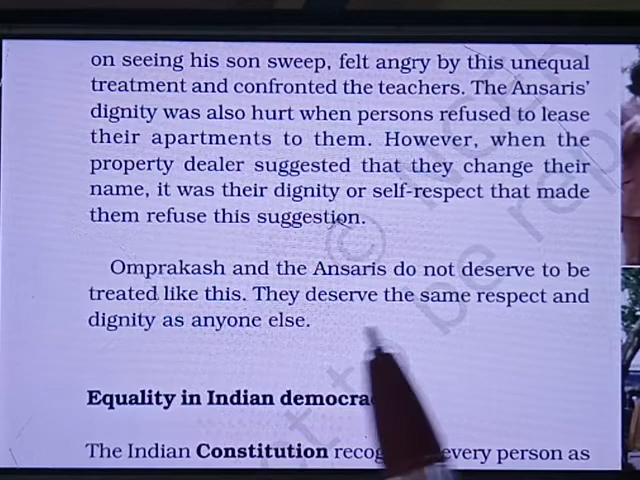 on seeing his son sweep, felt angry by this unequal
treatment and confronted the teachers. The Ansaris'
dignity was also hurt when persons refused to lease
their apartments to them. However, when the
property dealer suggested that they change their
name, it was their dignity or self-respect that made
them refuse this suggestion.
Omprakash and the Ansaris do not deserve to be
treated like this. They deserve the same respect and
dignity as anyone else.
Equality in Indian
The Indian Constitution every person as